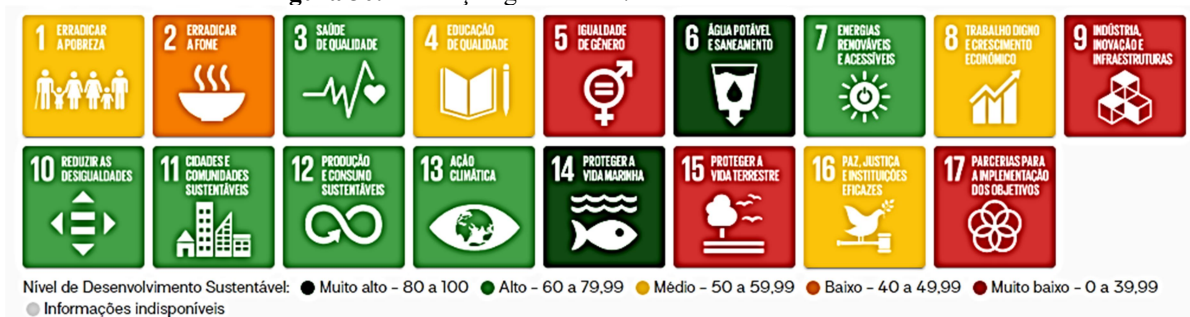 1 ERRADICAR
A POBREZA
2 ERRADICAR
A FOME
3 SAÚDE
DE QUALIDADE
4 EDUCAÇÃO
DE QUALIDADE
5 IGUALDADE
DE GÉNERO
6 ÁGUA POTÁVEL
E SANEAMENTO
7 ENERGIAS
RENOVÁVEIS
E ACESSÍVEIS
8 TRABALHO DIGNO
E CRESCIMENTO
ECONÓMICO
9 INDÚSTRIA,
INOVAÇÃO E
INFRAESTRUTURAS
10 REDUZIR AS
DESIGUALDADES
11 CIDADES E
COMUNIDADES
SUSTENTÁVEIS
12 PRODUÇÃO
E CONSUMO
SUSTENTÁVEIS
13 AÇÃO
CLIMÁTICA
14 PROTEGER A
VIDA MARINHA
15 PROTEGER A
VIDA TERRESTRE
16 PAZ, JUSTIÇA
E INSTITUIÇÕES
EFICAZES
17 PARCERIAS PARA
A IMPLEMENTAÇÃO
DOS OBJETIVOS
Nível de Desenvolvimento Sustentável: Muito alto - 80 a 100 Alto - 60 a 79,99 Médio - 50 a 59,99 Baixo - 40 a 49,99 Muito baixo - 0 a 39,99
Informações indisponíveis